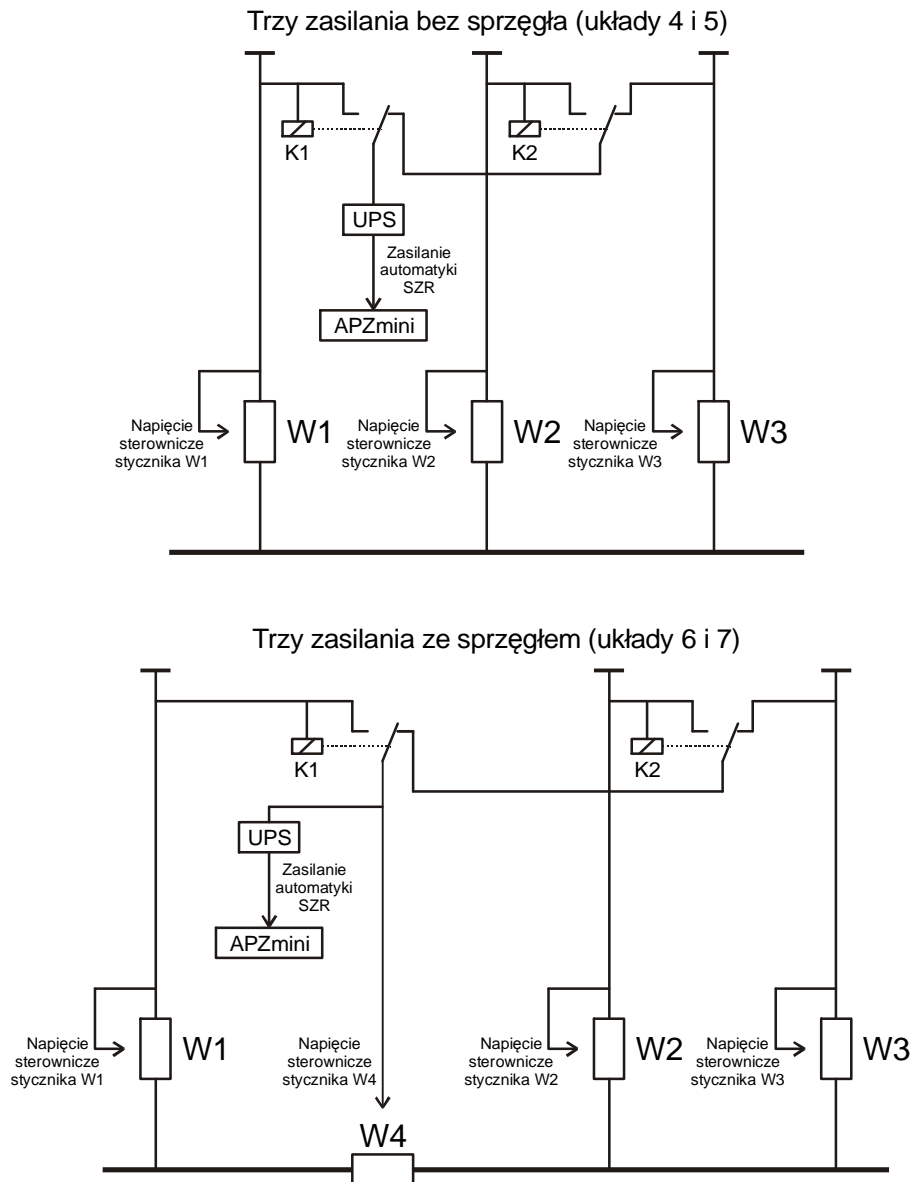 Trzy zasilania bez sprzęgła (układy 4 i 5)
K1
K2
UPS
Zasilanie
automatyki
SZR
APZmini
Napięcie
sterownicze
stycznika W1
W1
Napięcie
sterownicze
stycznika W2
W2
Napięcie
sterownicze
stycznika W3
W3
Trzy zasilania ze sprzęgłem (układy 6 i 7)
K1
K2
UPS
Zasilanie
automatyki
SZR
APZmini
Napięcie
sterownicze
stycznika W1
W1
Napięcie
sterownicze
stycznika W4
W4
Napięcie
sterownicze
stycznika W2
W2
Napięcie
sterownicze
stycznika W3
W3